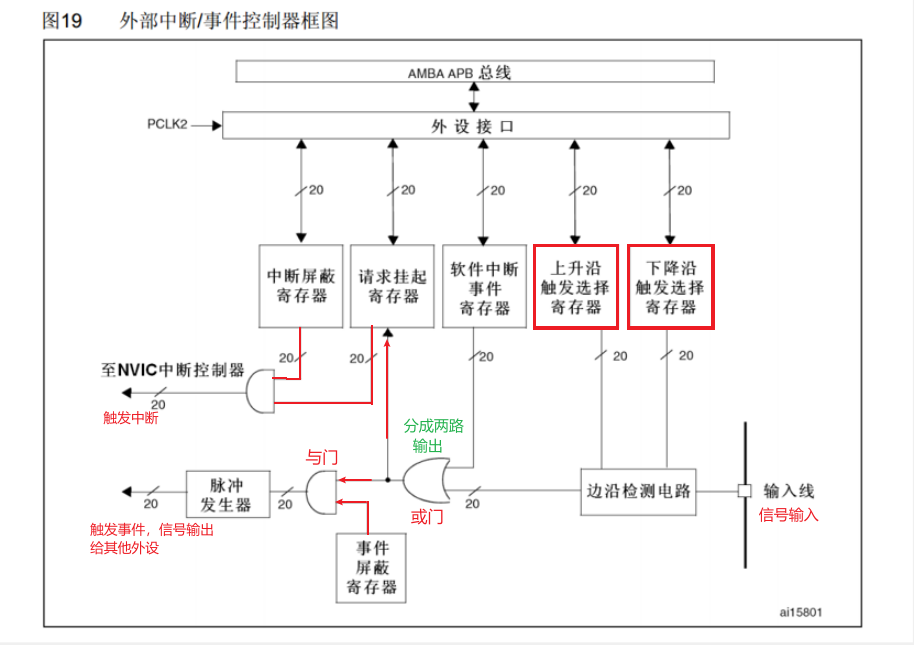 图19 外部中断/事件控制器框图
AMBA APB 总线
PCLK2
外 设 接 口
20
20
20
20
20
中断屏蔽
寄存器
请求挂起
寄存器
软件中断
事件
寄存器
上升沿
触发选择
寄存器
下降沿
触发选择
寄存器
20
20
20
20
20
至NVIC中断控制器
20
触发中断
分成两路
输出
与门
或门
脉冲
发生器
20
20
20
边沿检测电路
输入线
信号输入
触发事件，信号输出
给其他外设
事件
屏蔽
寄存器
ai15801